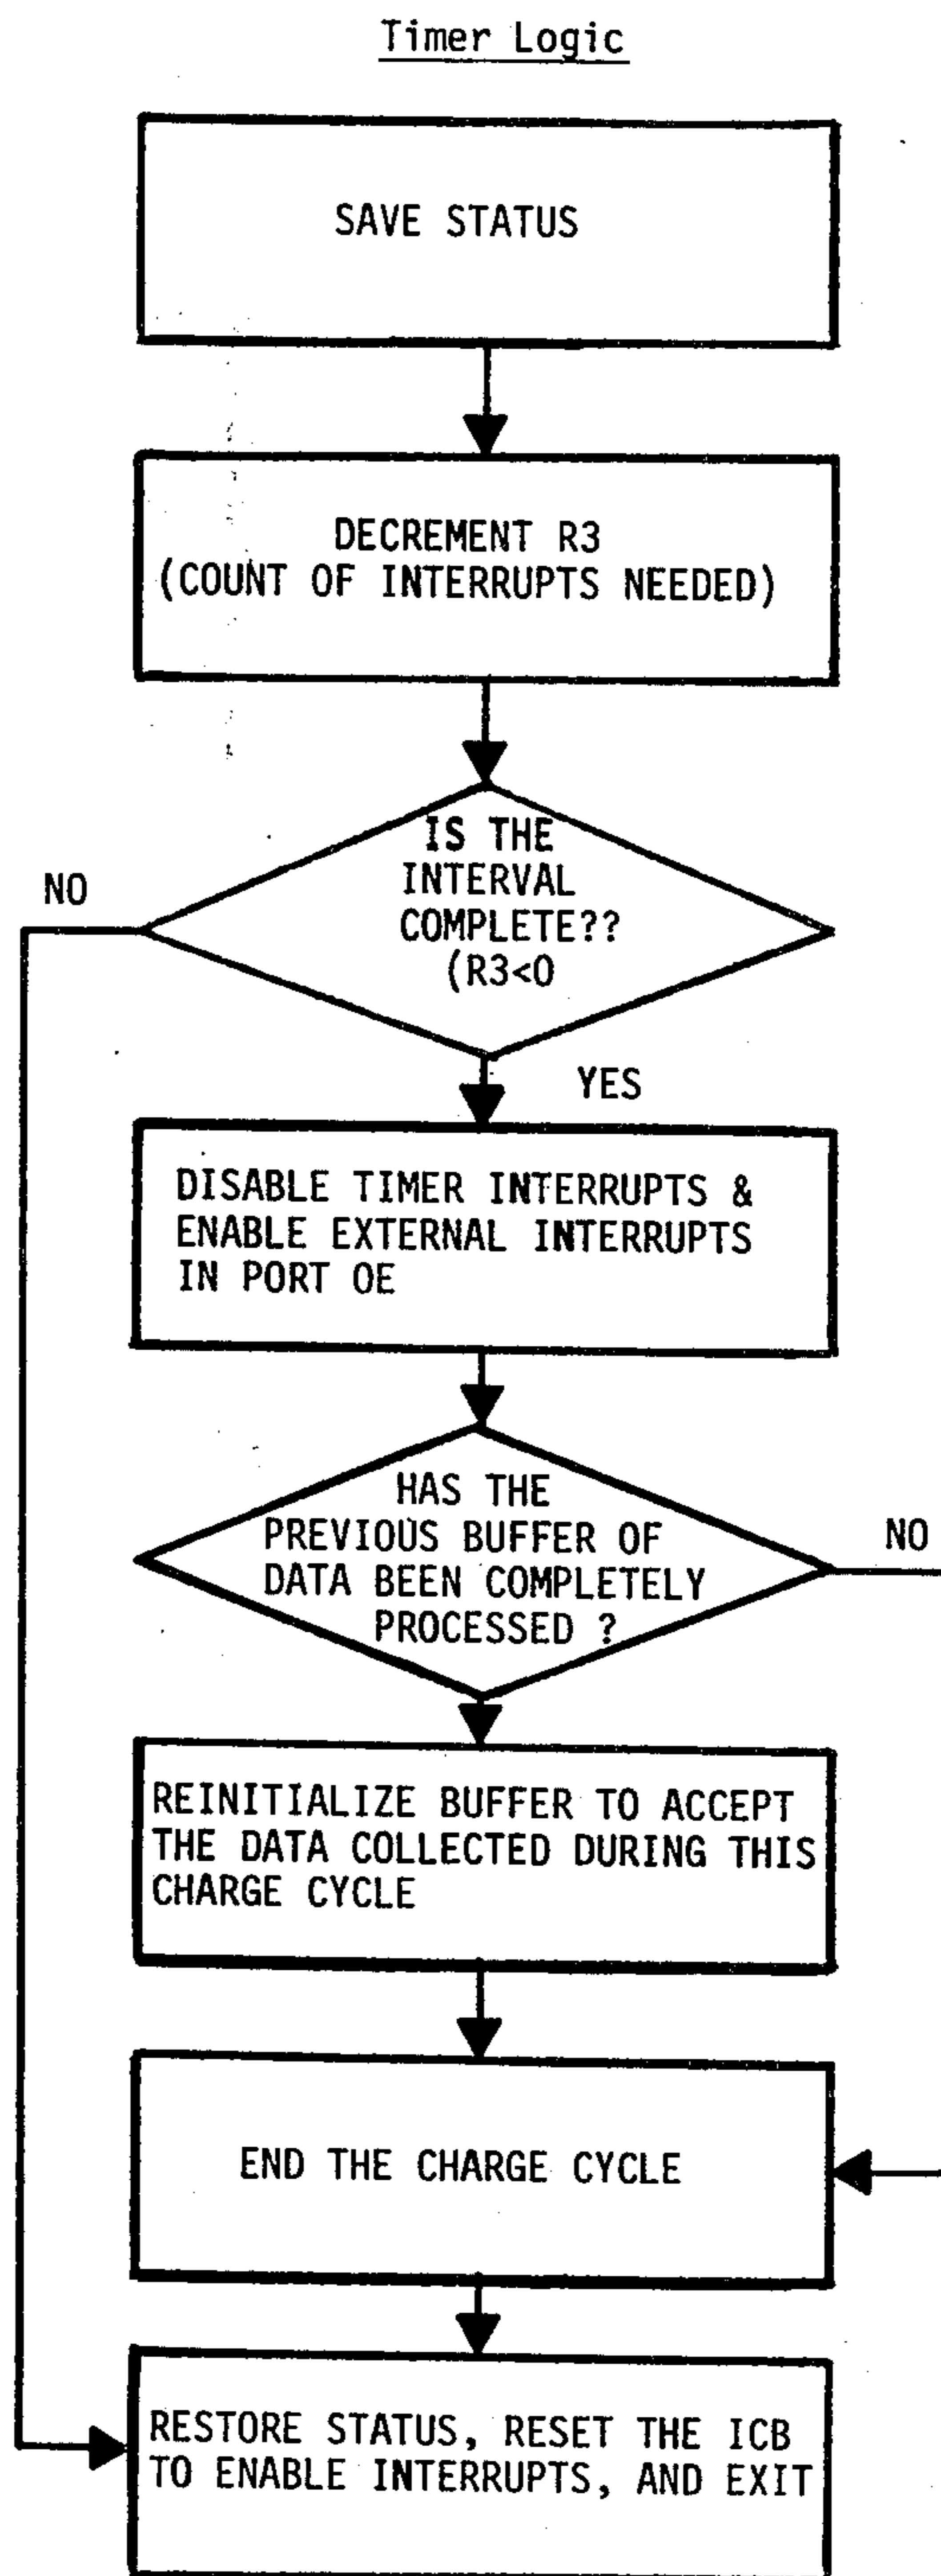 Timer Logic
SAVE STATUS
DECREMENT R3
(COUNT OF INTERRUPTS NEEDED)
IS THE
INTERVAL
COMPLETE??
(R3<0
NO
YES
DISABLE TIMER INTERRUPTS &
ENABLE EXTERNAL INTERRUPTS
IN PORT OE
HAS THE
PREVIOUS BUFFER OF
DATA BEEN COMPLETELY
PROCESSED ?
NO
REINITIALIZE BUFFER TO ACCEPT
THE DATA COLLECTED DURING THIS
CHARGE CYCLE
END THE CHARGE CYCLE
RESTORE STATUS, RESET THE ICB
TO ENABLE INTERRUPTS, AND EXIT